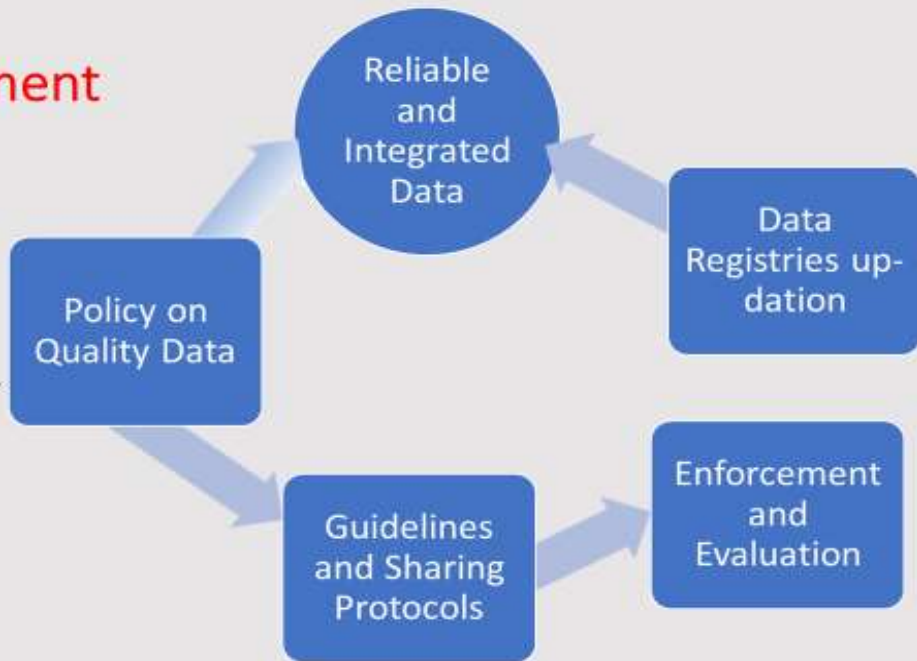 Reliable
and
Integrated
Data
Data
Registries up-
dation
Policy on
Quality Data
Enforcement
and
Evaluation
Guidelines
and Sharing
Protocols